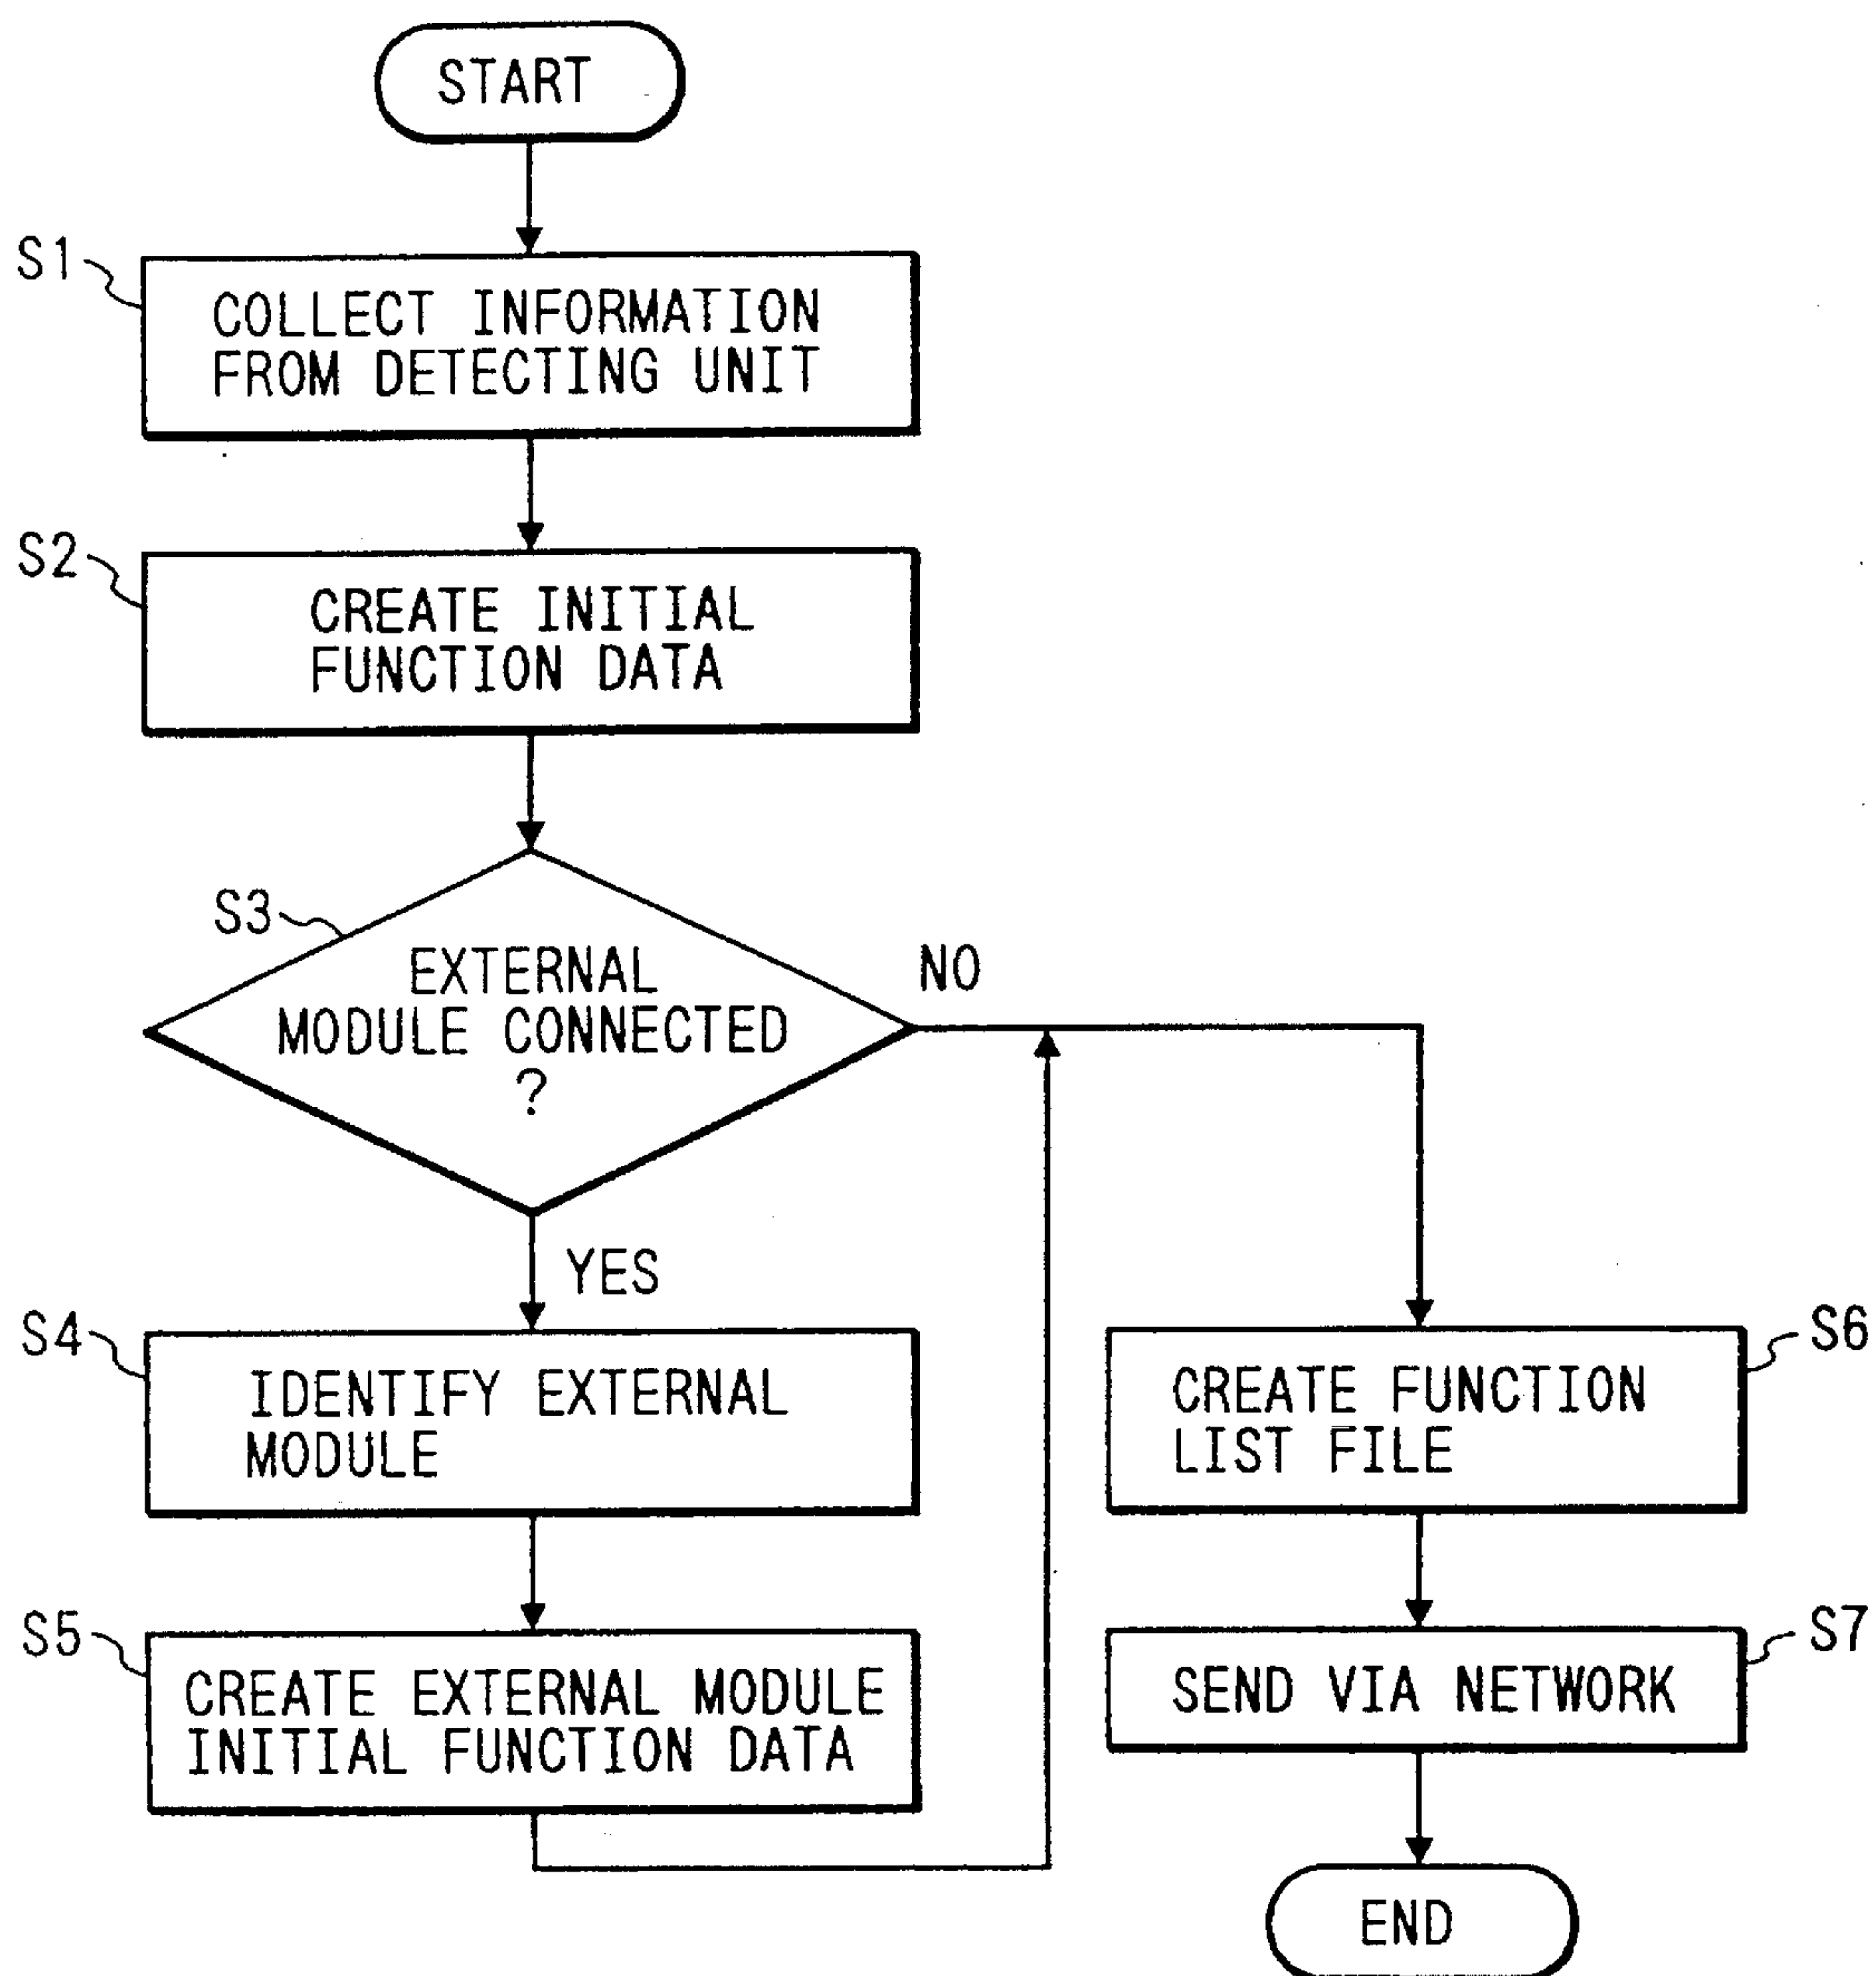 START
S1
COLLECT INFORMATION
FROM DETECTING UNIT
S2
CREATE INITIAL
FUNCTION DATA
S3
EXTERNAL
MODULE CONNECTED
?
NO
YES
S4
IDENTIFY EXTERNAL
MODULE
S5
CREATE EXTERNAL MODULE
INITIAL FUNCTION DATA
S6
CREATE FUNCTION
LIST FILE
S7
SEND VIA NETWORK
END